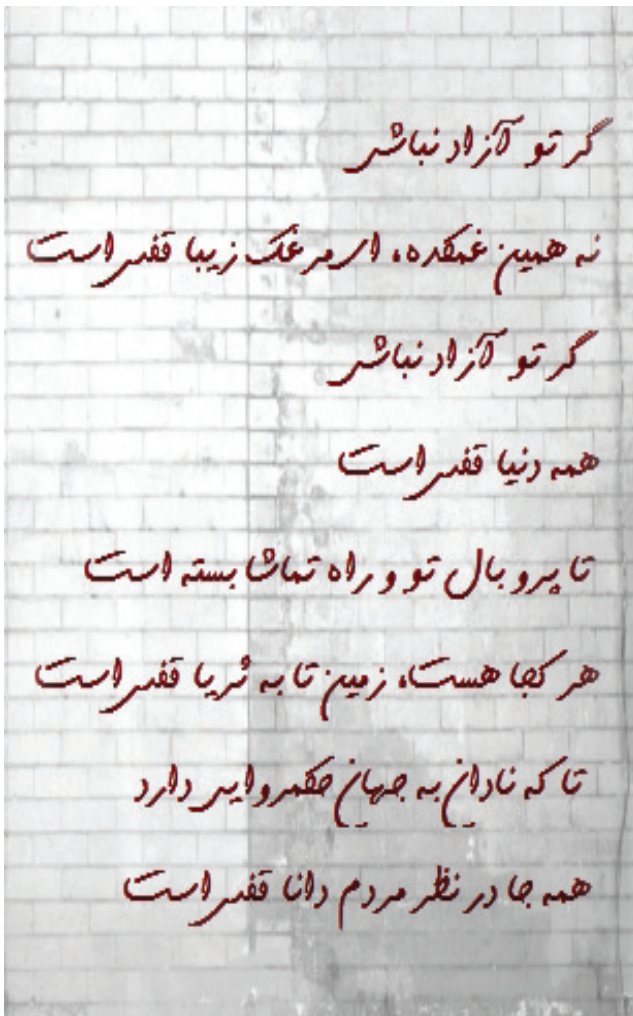 گر تو آزاد نباشی
نه همین غمکده، ای مرغک زیبا قفس است
گر تو آزاد نباشی
همه دنیا قفس است
تا پر و بال تو و راه تماشا بسته است
هر کجا هست، زمین تا به ثریا قفس است
تا که نادان به جهان حکمروایی دارد
همه جا در نظر مردم دانا قفس است